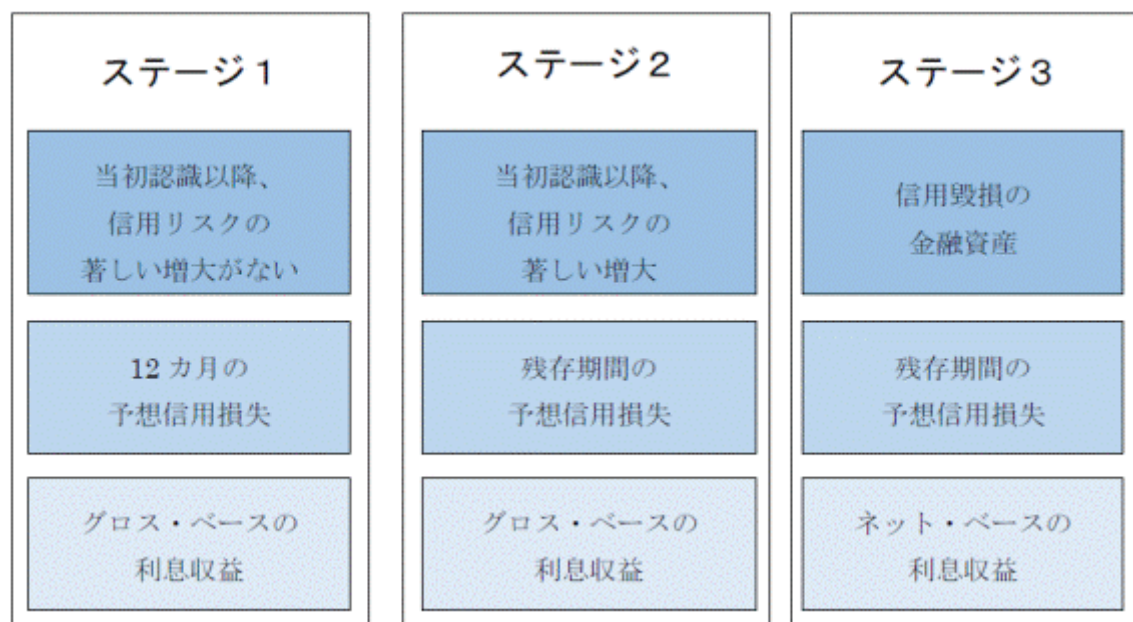 ステージ１
当初認識以降、
信用リスクの
著しい増大がない
12 カ月の
予想信用損失
グロス・ベースの
利息収益
ステージ２
当初認識以降、
信用リスクの
著しい増大
残存期間の
予想信用損失
グロス・ベースの
利息収益
ステージ３
信用毀損の
金融資産
残存期間の
予想信用損失
ネット・ベースの
利息収益